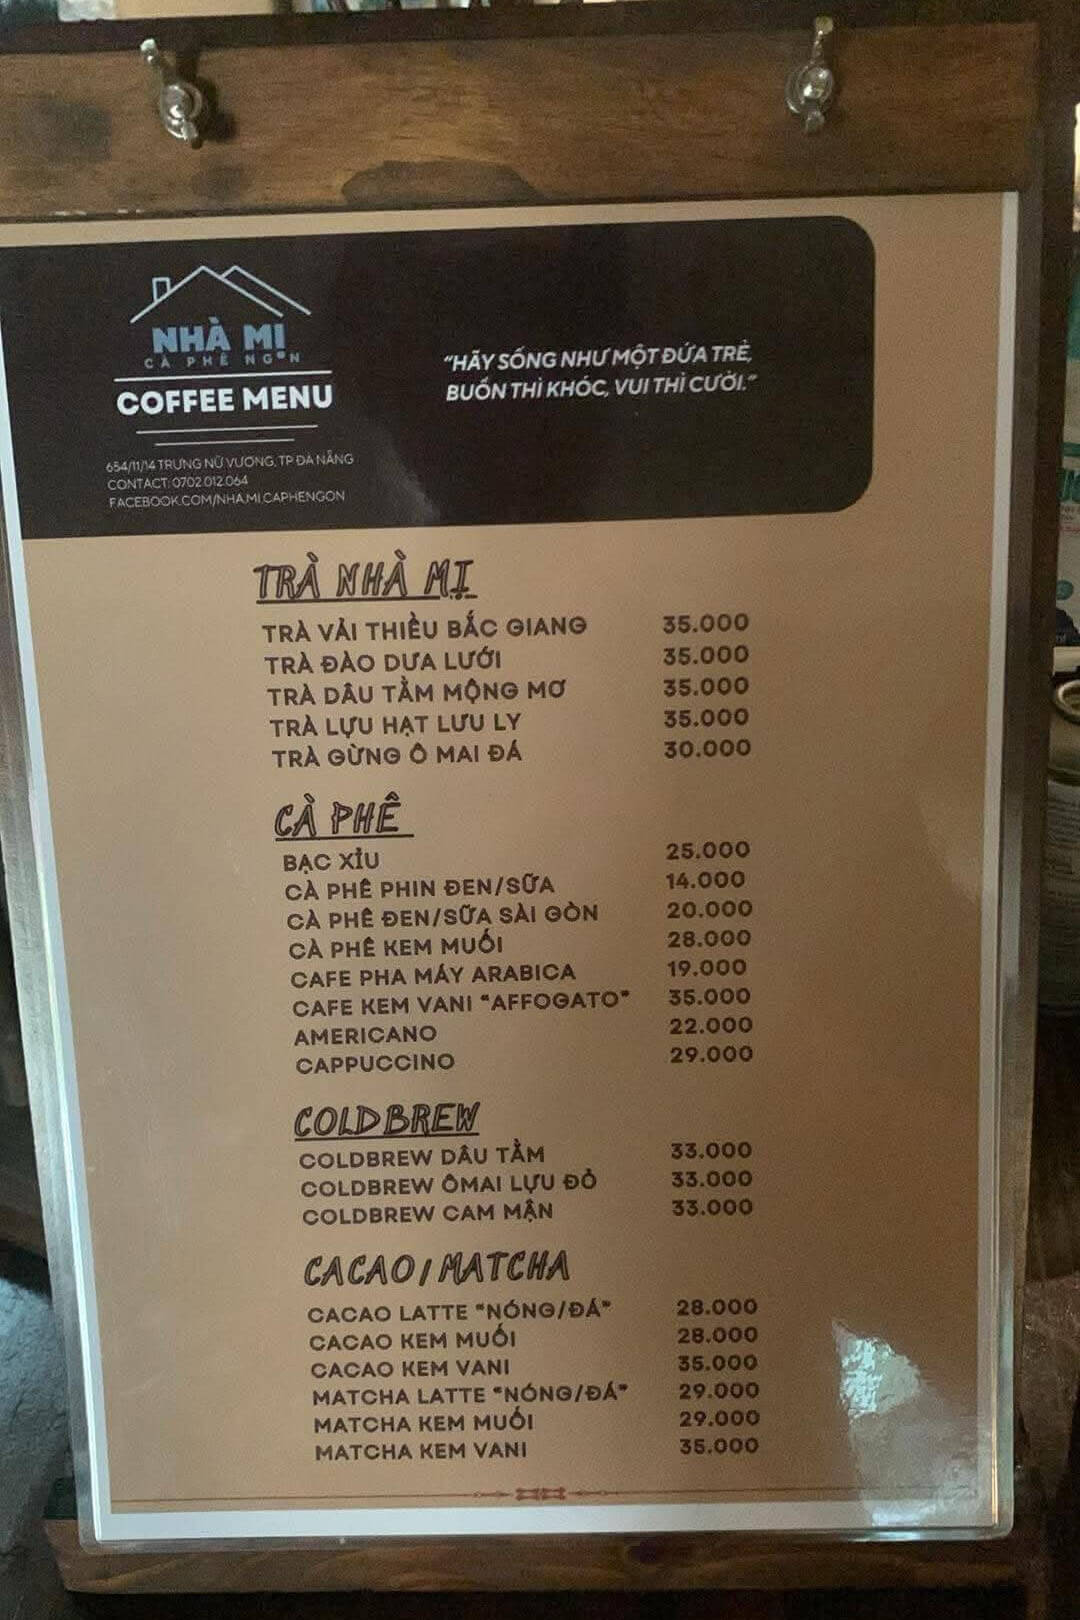 NHÀ MỊ
CÀ PHÊ NGON
COFFEE MENU
654/11/14 TRƯNG NỮ VƯƠNG, TP ĐÀ NẴNG
CONTACT: 0702.012.064
FACEBOOK.COM/NHA.MI.CAPHENGON
"HÃY SỐNG NHƯ MỘT ĐỨA TRẺ,
BUỒN THÌ KHÓC, VUI THÌ CƯỜI."
TRÀ NHÀ MỊ
TRÀ VẢI THIỀU BẮC GIANG 35.000
TRÀ ĐÀO DƯA LƯỚI 35.000
TRÀ DÂU TẰM MỘNG MƠ 35.000
TRÀ LỰU HẠT LƯU LY 35.000
TRÀ GỪNG Ô MAI ĐÁ 30.000
CÀ PHÊ
BẠC XỈU 25.000
CÀ PHÊ PHIN ĐEN/SỮA 14.000
CÀ PHÊ ĐEN/SỮA SÀI GÒN 20.000
CÀ PHÊ KEM MUỐI 28.000
CAFE PHA MÁY ARABICA 19.000
CAFE KEM VANI "AFFOGATO" 35.000
AMERICANO 22.000
CAPPUCCINO 29.000
COLDBREW
COLDBREW DÂU TẰM 33.000
COLDBREW ÔMAI LỰU ĐỎ 33.000
COLDBREW CAM MẬN 33.000
CACAO/MATCHA
CACAO LATTE "NÓNG/ĐÁ" 28.000
CACAO KEM MUỐI 28.000
CACAO KEM VANI 35.000
MATCHA LATTE "NÓNG/ĐÁ" 29.000
MATCHA KEM MUỐI 29.000
MATCHA KEM VANI 35.000